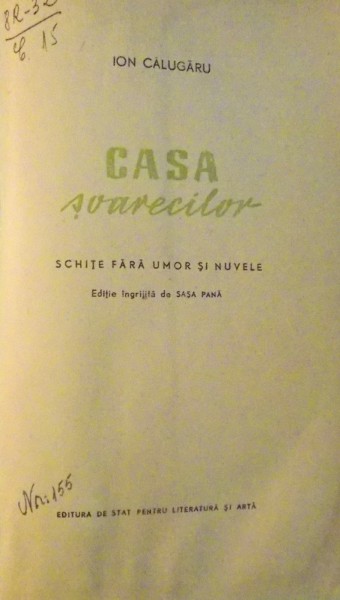 8R-32
C. 15
ION CĂLUGĂRU
CASA
șoarecilor
SCHIȚE FĂRĂ UMOR ȘI NUVELE
Ediție îngrijită de SAȘA PANĂ
Nr: 155
EDITURA DE STAT PENTRU LITERATURĂ ȘI ARTĂ